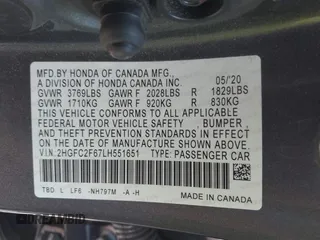 MFD BY HONDA OF CANADA MFG.,
A DIVISION OF HONDA CANADA INC. 05/'20
GVWR 3769LBS GAWR F 2028LBS R 1829LBS
GVWR 1710KG GAWR F 920KG R 830KG
THIS VEHICLE CONFORMS TO ALL APPLICABLE
FEDERAL MOTOR VEHICLE SAFETY, BUMPER,
AND THEFT PREVENTION STANDARDS IN EFFECT
ON THE DATE OF MANUFACTURE SHOWN ABOVE.
V.I.N. 2HGFC2F67LH551651 TYPE: PASSENGER CAR
TBD L LF6 -NH797M -A -H
MADE IN CANADA